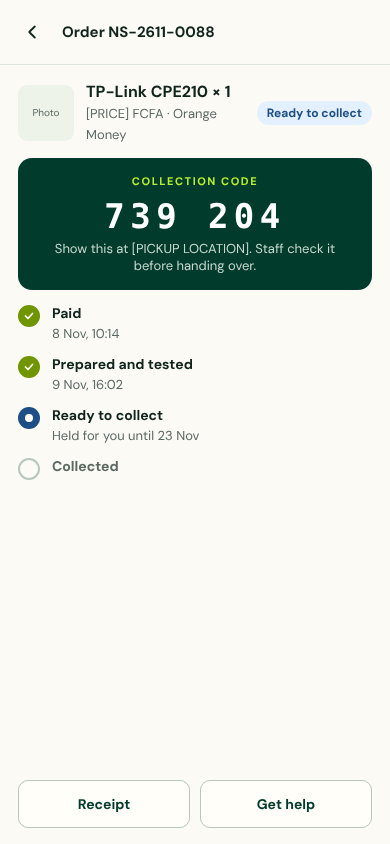 Order NS-2611-0088
Photo
TP-Link CPE210 × 1
[PRICE] FCFA · Orange
Money
Ready to collect
COLLECTION CODE
739 204
Show this at [PICKUP LOCATION]. Staff check it
before handing over.
Paid
8 Nov, 10:14
Prepared and tested
9 Nov, 16:02
Ready to collect
Held for you until 23 Nov
Collected
Receipt
Get help